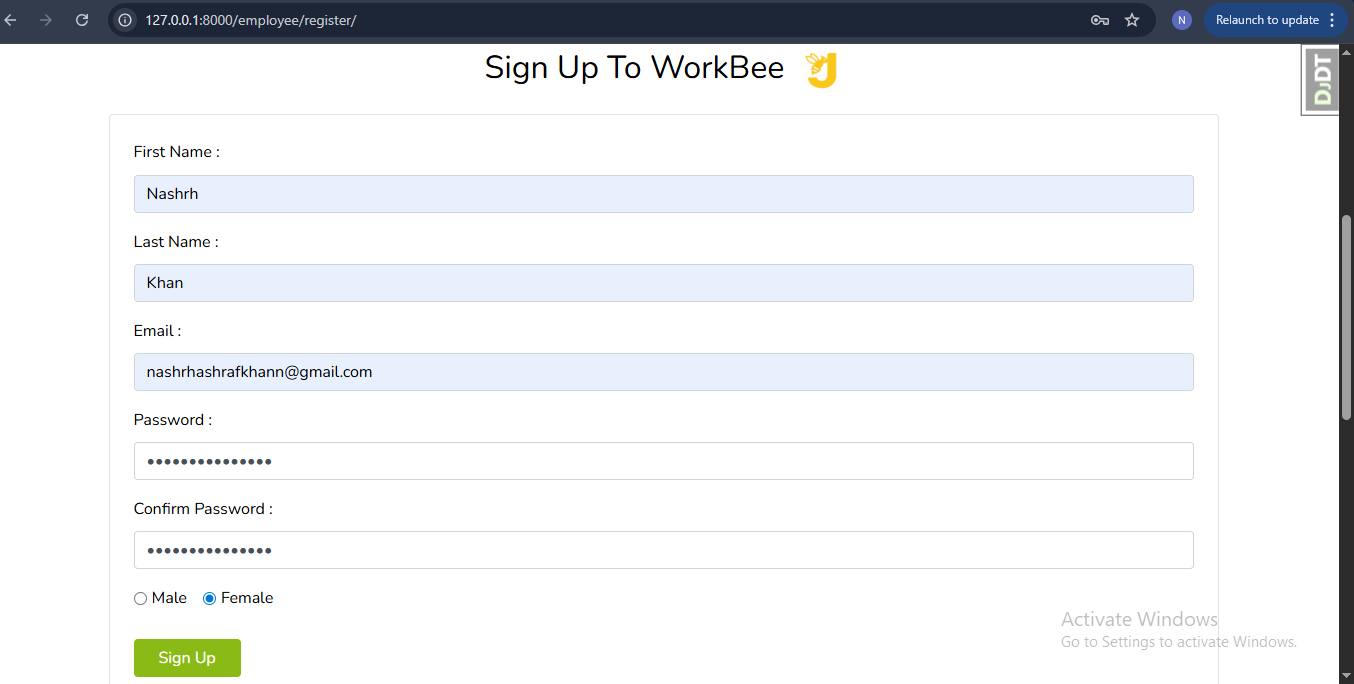 127.0.0.1:8000/employee/register/
N
Relaunch to update
Sign Up To WorkBee
DjDT
First Name :
Nashrh
Last Name :
Khan
Email :
nashrhashrafkhann@gmail.com
Password :
•••••••••••••••
Confirm Password :
•••••••••••••••
Male Female
Sign Up
Activate Windows
Go to Settings to activate Windows.